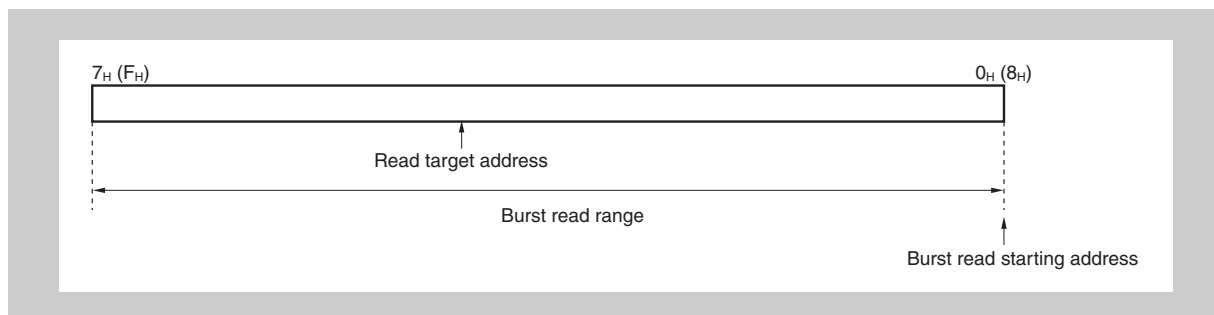 7H (FH)
0H (8H)
Read target address
Burst read range
Burst read starting address